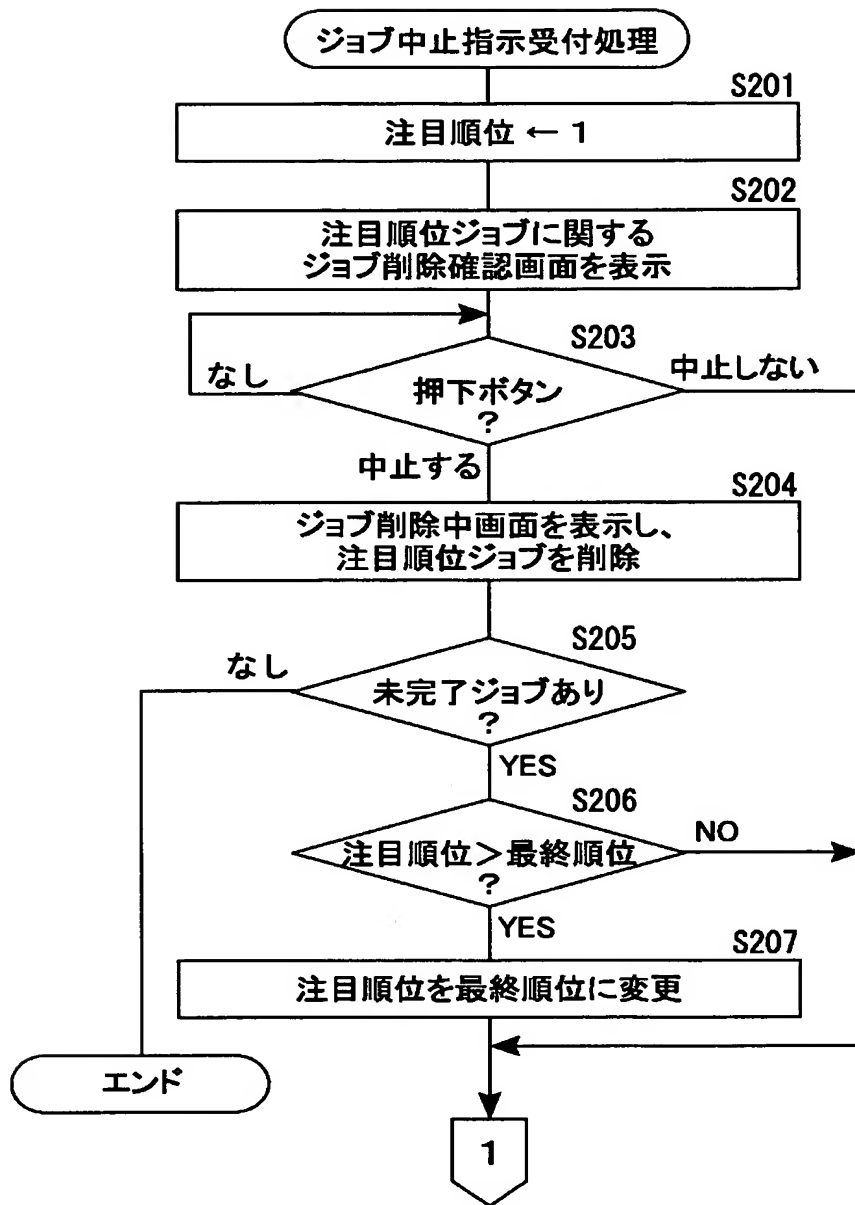 ジョブ中止指示受付処理
S201
注目順位 ← 1
S202
注目順位ジョブに関する
ジョブ削除確認画面を表示
S203
なし
押下ボタン
?
中止しない
中止する
S204
ジョブ削除中画面を表示し、
注目順位ジョブを削除
S205
なし
未完了ジョブあり
?
YES
S206
注目順位＞最終順位
?
NO
YES
S207
注目順位を最終順位に変更
エンド
1